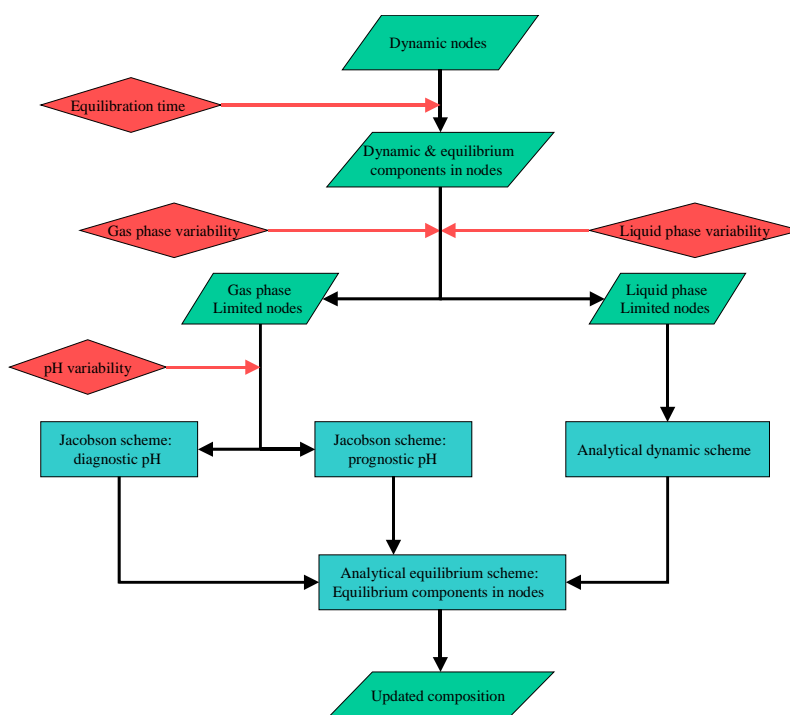 Dynamic nodes
Equilibration time
Dynamic & equilibrium
components in nodes
Gas phase variability
Liquid phase variability
Gas phase
Limited nodes
Liquid phase
Limited nodes
pH variability
Jacobson scheme:
diagnostic pH
Jacobson scheme:
prognostic pH
Analytical dynamic scheme
Analytical equilibrium scheme:
Equilibrium components in nodes
Updated composition